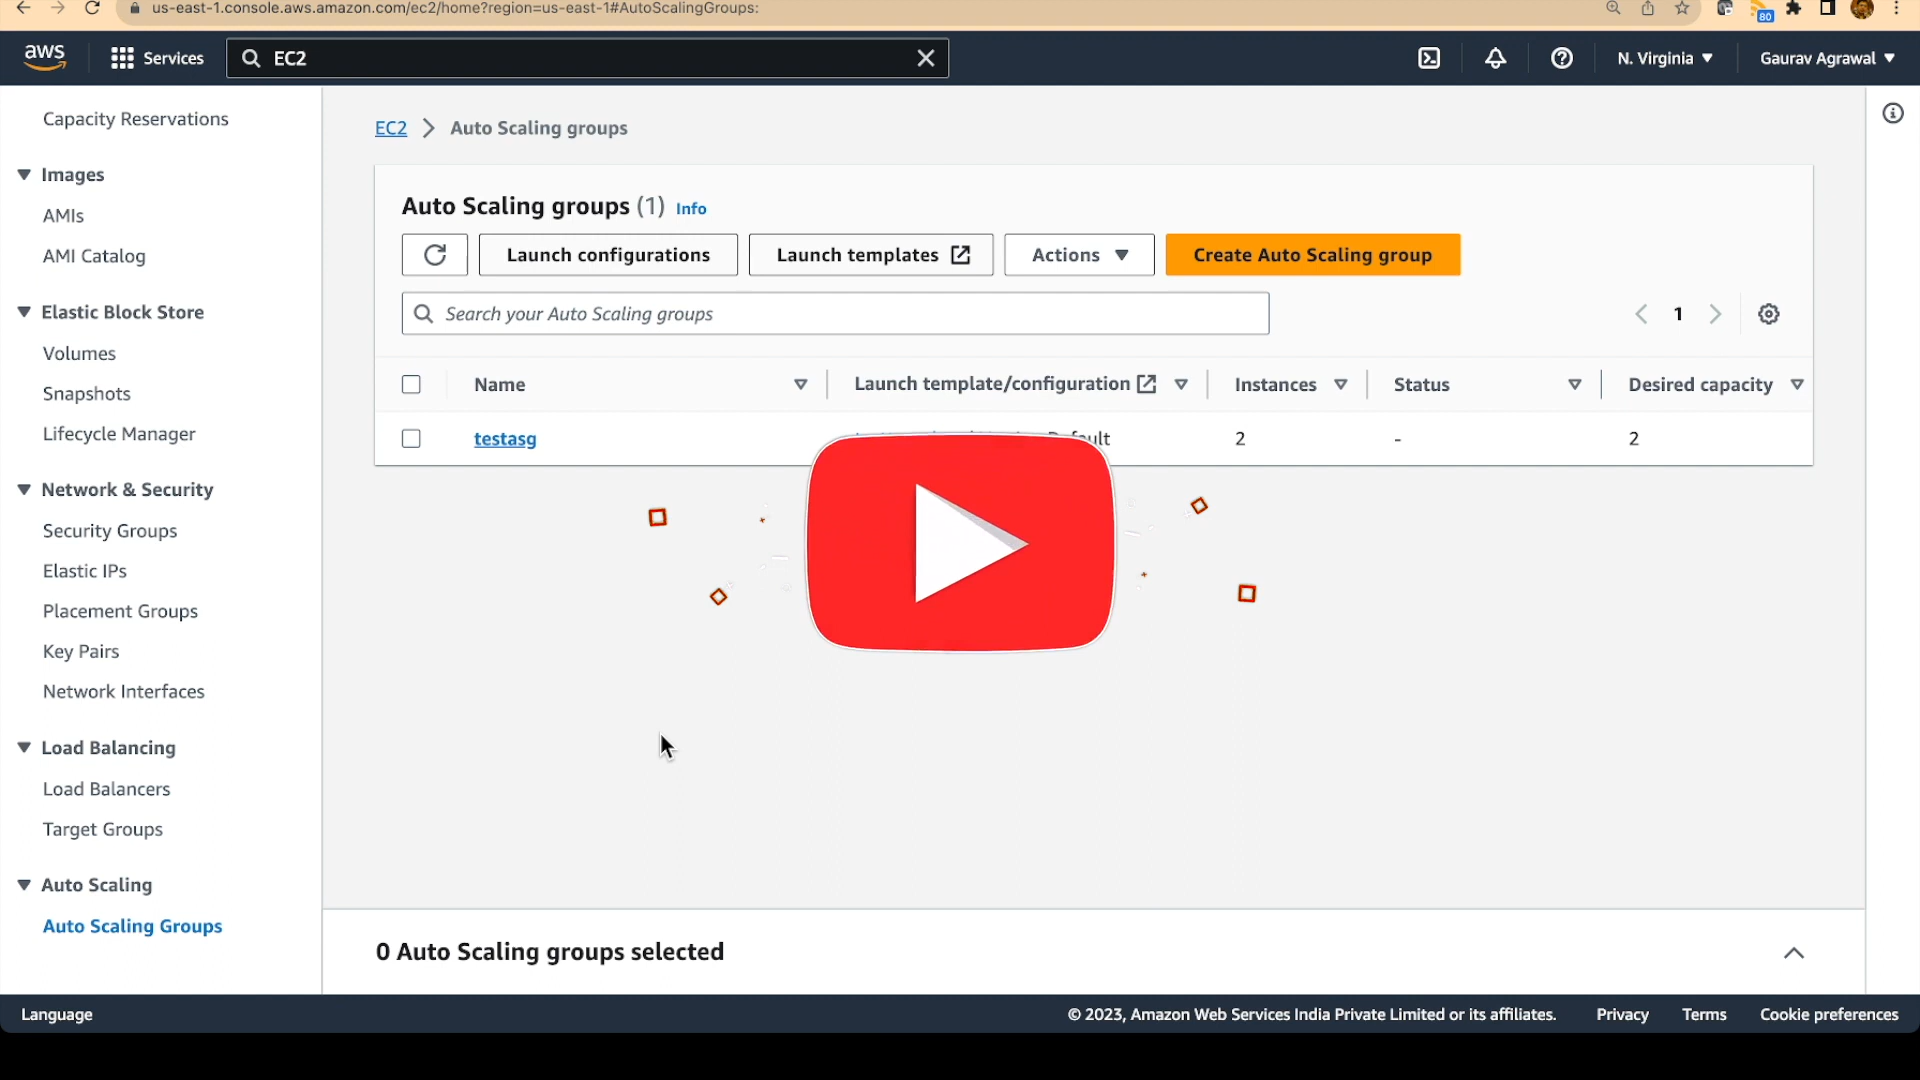 us-east-1.console.aws.amazon.com/ec2/home?region=us-east-1#AutoScalingGroups:
80
aws Services EC2 N. Virginia Gaurav Agrawal
Capacity Reservations
Images
AMIs
AMI Catalog
Elastic Block Store
Volumes
Snapshots
Lifecycle Manager
Network & Security
Security Groups
Elastic IPs
Placement Groups
Key Pairs
Network Interfaces
Load Balancing
Load Balancers
Target Groups
Auto Scaling
Auto Scaling Groups
EC2 > Auto Scaling groups
Auto Scaling groups (1) Info
Launch configurations Launch templates Actions Create Auto Scaling group
Search your Auto Scaling groups
1
Name Launch template/configuration Instances Status Desired capacity
testasg 2 - 2
0 Auto Scaling groups selected
Language © 2023, Amazon Web Services India Private Limited or its affiliates. Privacy Terms Cookie preferences